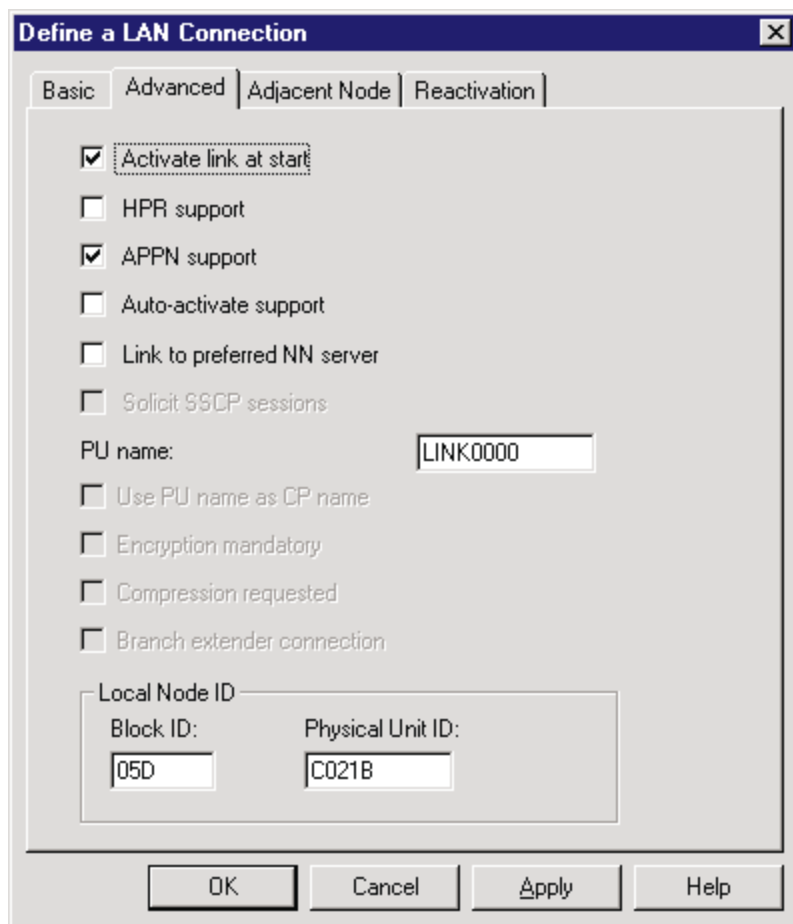 Define a LAN Connection
Basic Advanced Adjacent Node Reactivation
Activate link at start
HPR support
APPN support
Auto-activate support
Link to preferred NN server
Solicit SSCP sessions
PU name: LINK0000
Use PU name as CP name
Encryption mandatory
Compression requested
Branch extender connection
Local Node ID
Block ID: Physical Unit ID:
05D C021B
OK Cancel Apply Help